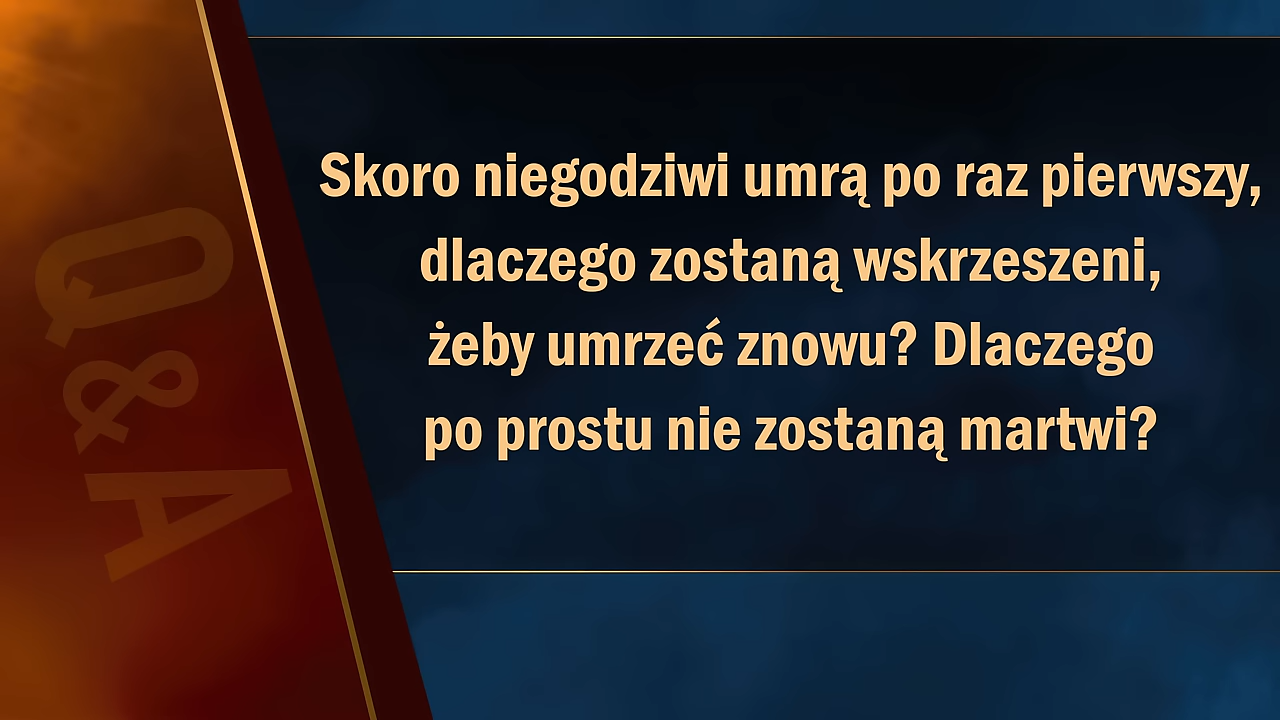 Q&A
Skoro niegodziwi umrą po raz pierwszy,
dlaczego zostaną wskrzeszeni,
żeby umrzeć znowu? Dlaczego
po prostu nie zostaną martwi?